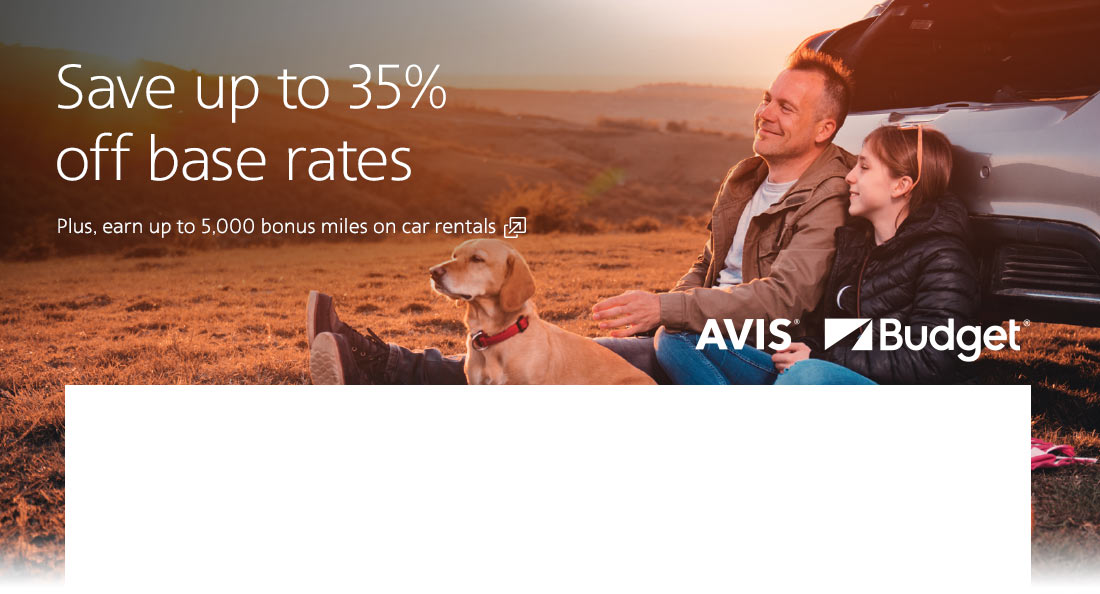 Save up to 35%
off base rates
Plus, earn up to 5,000 bonus miles on car rentals
AVIS® Budget®